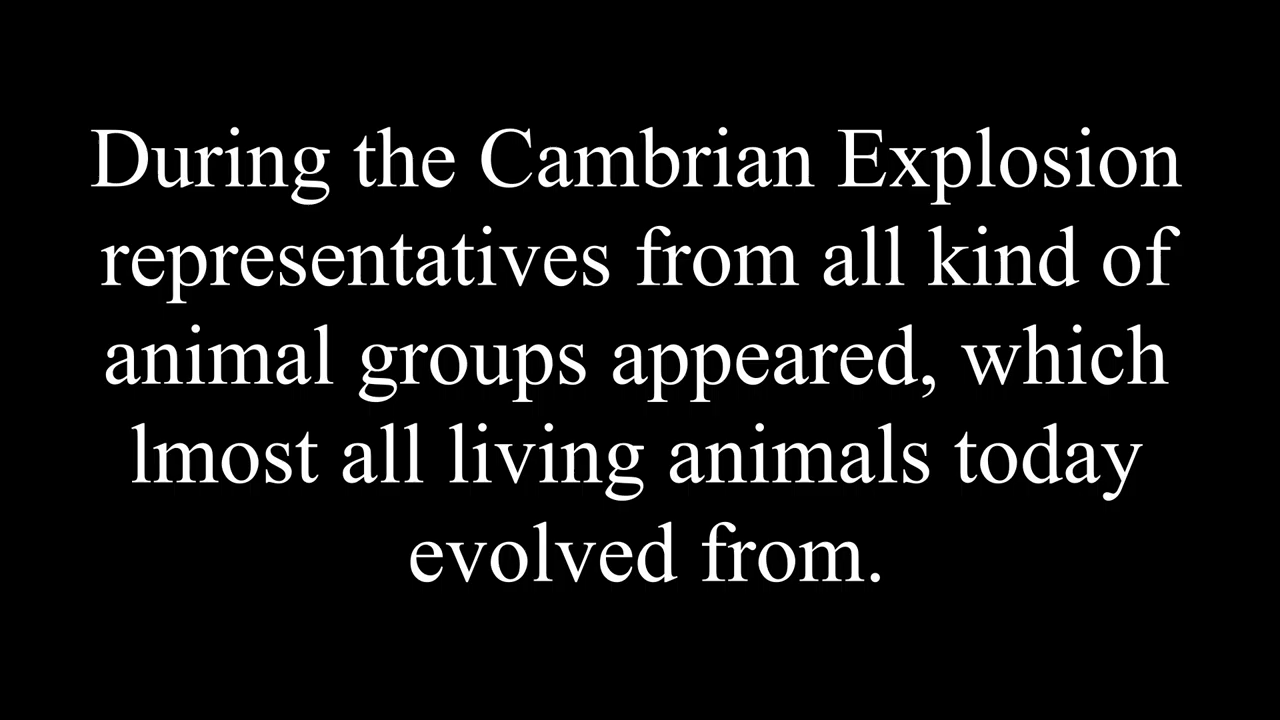 During the Cambrian Explosion
representatives from all kind of
animal groups appeared, which
lmost all living animals today
evolved from.